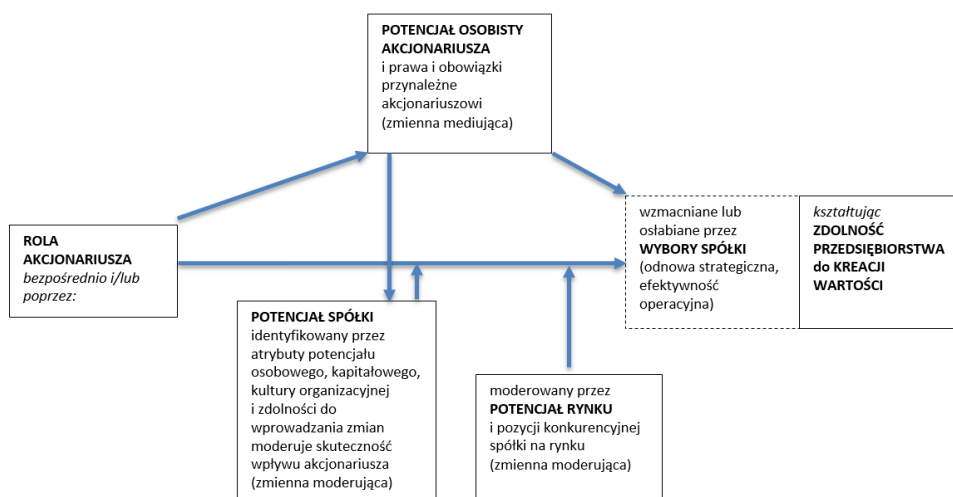 POTENCJAŁ OSOBISTY
AKCJONARIUSZA
i prawa i obowiązki
przynależne
akcjonariuszowi
(zmienna mediująca)
ROLA
AKCJONARIUSZA
bezpośrednio i/lub
poprzez:
wzmacniane lub
osłabiane przez
WYBORY SPÓŁKI
(odnowa strategiczna,
efektywność
operacyjna)
kształtując
ZDOLNOŚĆ
PRZEDSIĘBIORSTWA
do KREACJI
WARTOŚCI
POTENCJAŁ SPÓŁKI
identyfikowany przez
atrybuty potencjału
osobowego, kapitałowego,
kultury organizacyjnej
i zdolności do
wprowadzania zmian
moderuje skuteczność
wpływu akcjonariusza
(zmienna moderująca)
moderowany przez
POTENCJAŁ RYNKU
i pozycji konkurencyjnej
spółki na rynku
(zmienna moderująca)